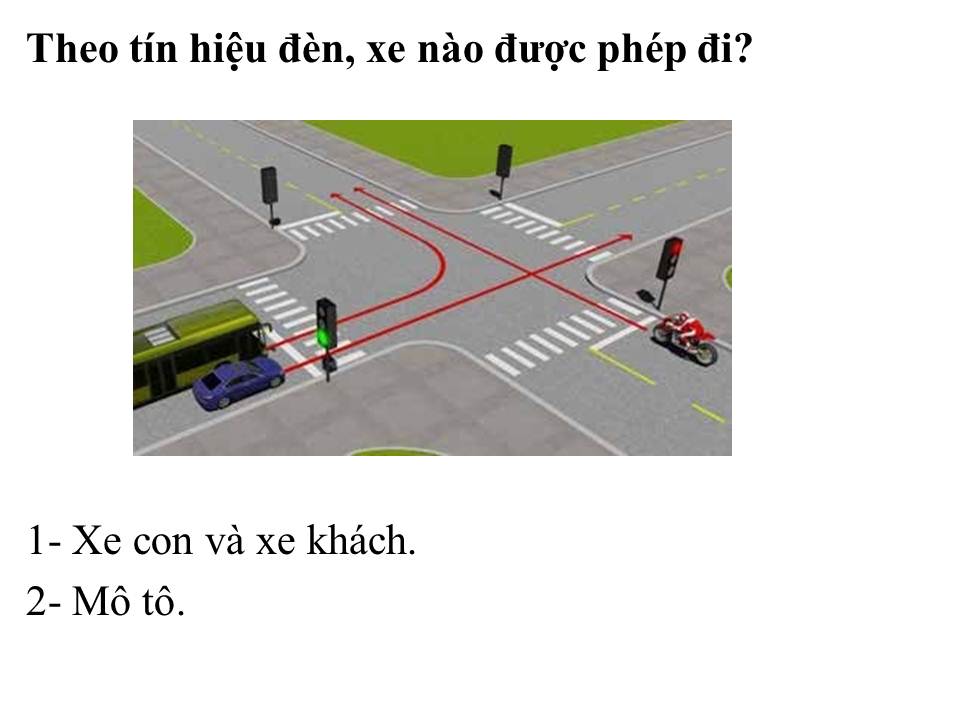 Theo tín hiệu đèn, xe nào được phép đi?
1- Xe con và xe khách.
2- Mô tô.